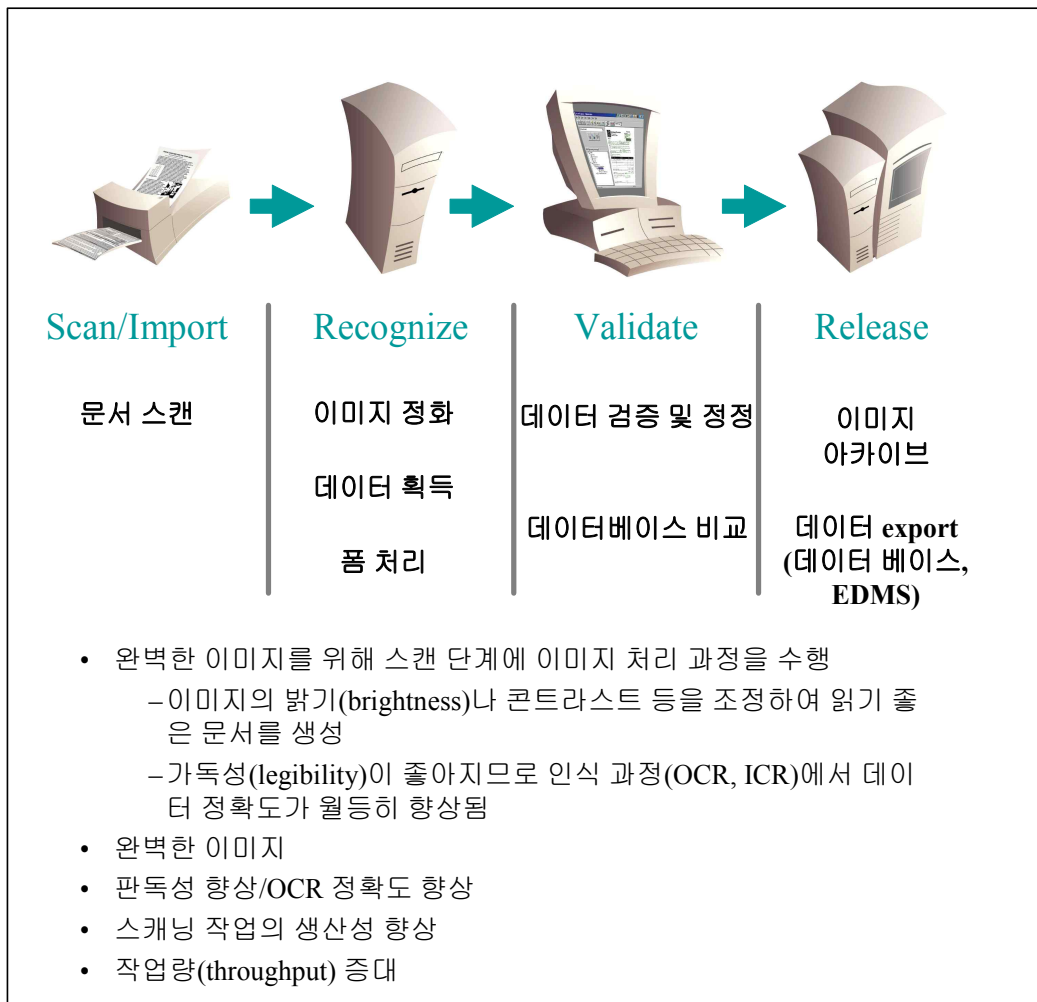 Scan/Import
Recognize
Validate
Release
문서 스캔
이미지 정화
데이터 획득
폼 처리
데이터 검증 및 정정
데이터베이스 비교
이미지
아카이브
데이터 export
(데이터 베이스,
EDMS)
• 완벽한 이미지를 위해 스캔 단계에 이미지 처리 과정을 수행
–이미지의 밝기(brightness)나 콘트라스트 등을 조정하여 읽기 좋
은 문서를 생성
–가독성(legibility)이 좋아지므로 인식 과정(OCR, ICR)에서 데이
터 정확도가 월등히 향상됨
• 완벽한 이미지
• 판독성 향상/OCR 정확도 향상
• 스캐닝 작업의 생산성 향상
• 작업량(throughput) 증대